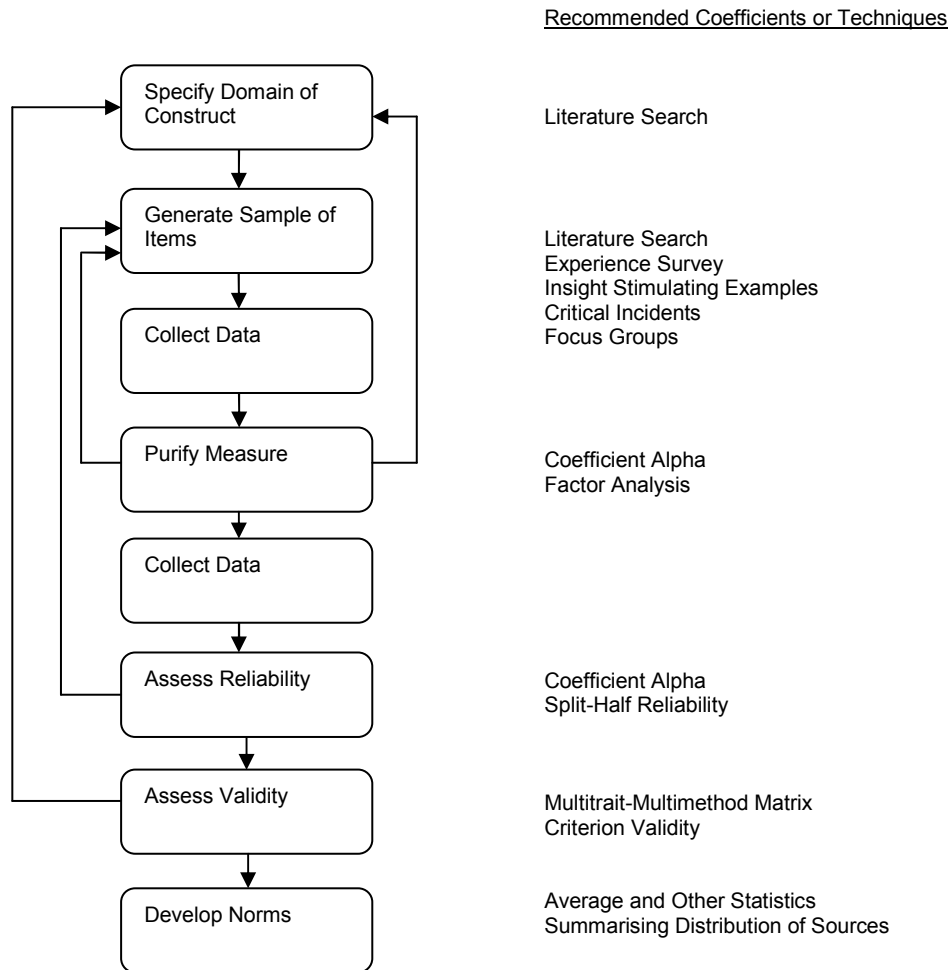 Recommended Coefficients or Techniques
Specify Domain of
Construct
Literature Search
Generate Sample of
Items
Literature Search
Experience Survey
Insight Stimulating Examples
Critical Incidents
Focus Groups
Collect Data
Purify Measure
Coefficient Alpha
Factor Analysis
Collect Data
Assess Reliability
Coefficient Alpha
Split-Half Reliability
Assess Validity
Multitrait-Multimethod Matrix
Criterion Validity
Develop Norms
Average and Other Statistics
Summarising Distribution of Sources